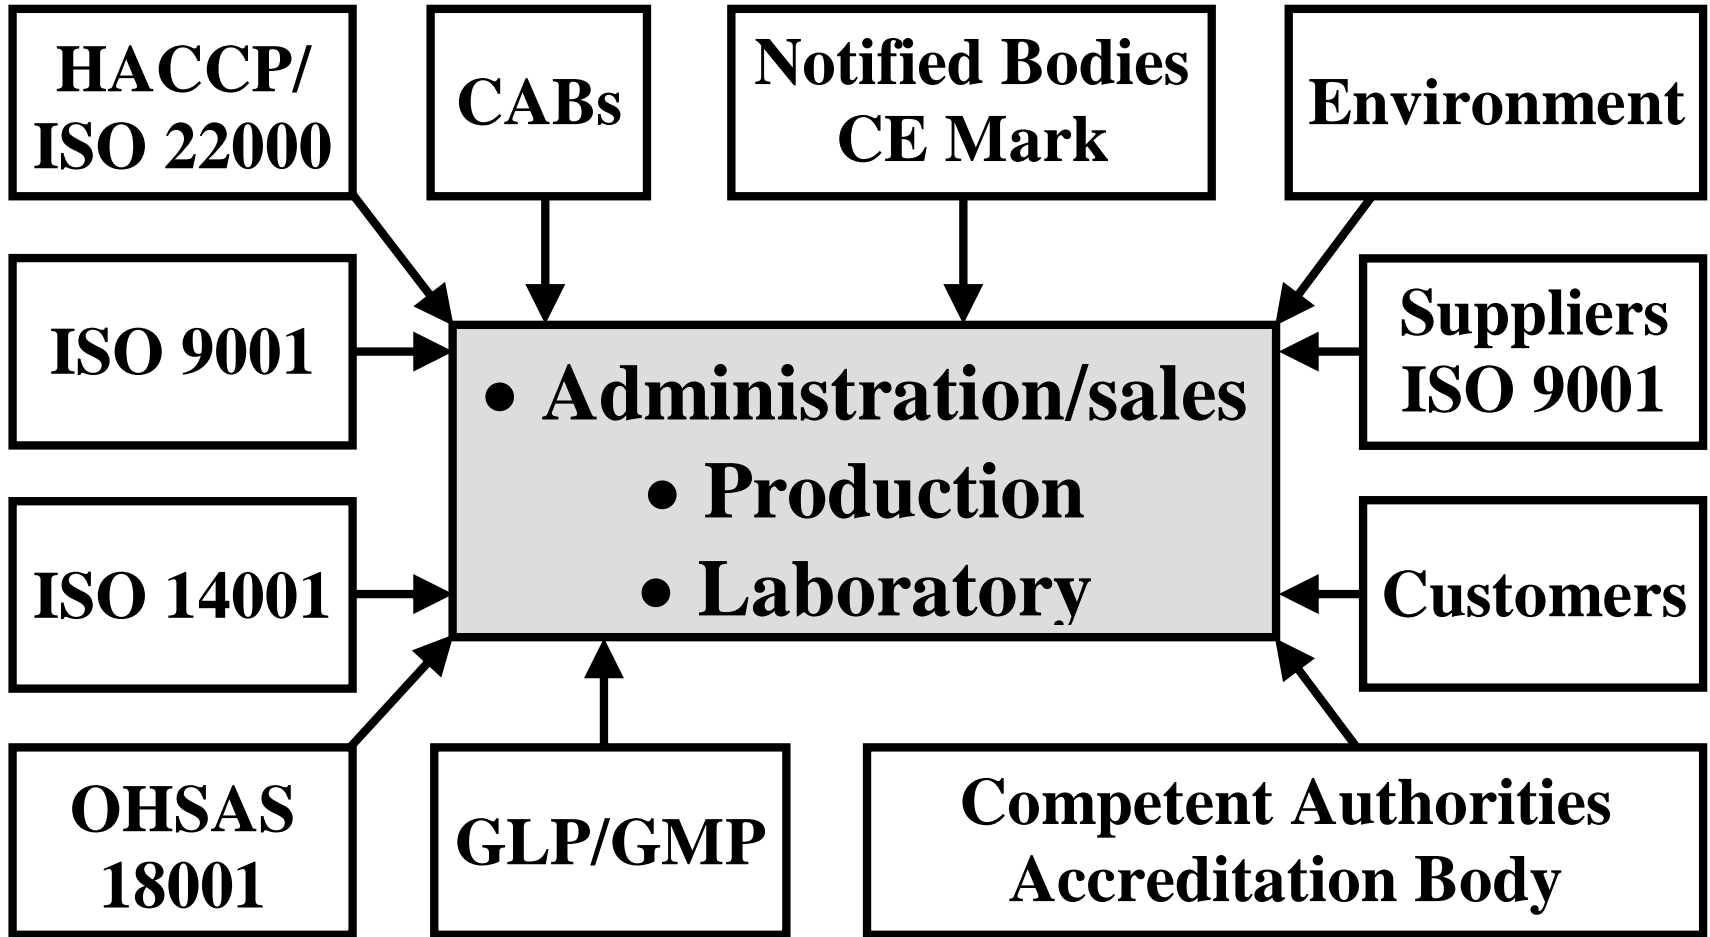 HACCP/
ISO 22000
CABs
Notified Bodies
CE Mark
Environment
ISO 9001
Suppliers
ISO 9001
• Administration/sales
• Production
• Laboratory
ISO 14001
Customers
OHSAS
18001
GLP/GMP
Competent Authorities
Accreditation Body